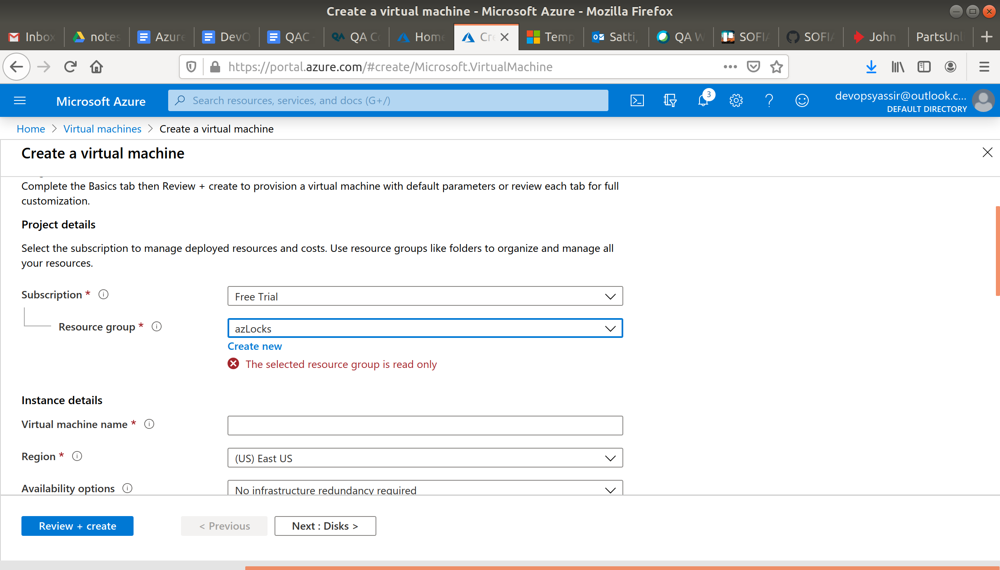 Create a virtual machine - Microsoft Azure - Mozilla Firefox
Inbox notes Azure DevO QAC - QA Co Home Cre Temp Satti, QA W SOFIA SOFIA John PartsUnl
https://portal.azure.com/#create/Microsoft.VirtualMachine
Microsoft Azure
Search resources, services, and docs (G+/)
3
devopsyassir@outlook.c...
DEFAULT DIRECTORY
Home > Virtual machines > Create a virtual machine
Create a virtual machine
Complete the Basics tab then Review + create to provision a virtual machine with default parameters or review each tab for full
customization.
Project details
Select the subscription to manage deployed resources and costs. Use resource groups like folders to organize and manage all
your resources.
Subscription *
Free Trial
Resource group *
azLocks
Create new
The selected resource group is read only
Instance details
Virtual machine name *
Region *
(US) East US
Availability options
No infrastructure redundancy required
Review + create
< Previous
Next : Disks >